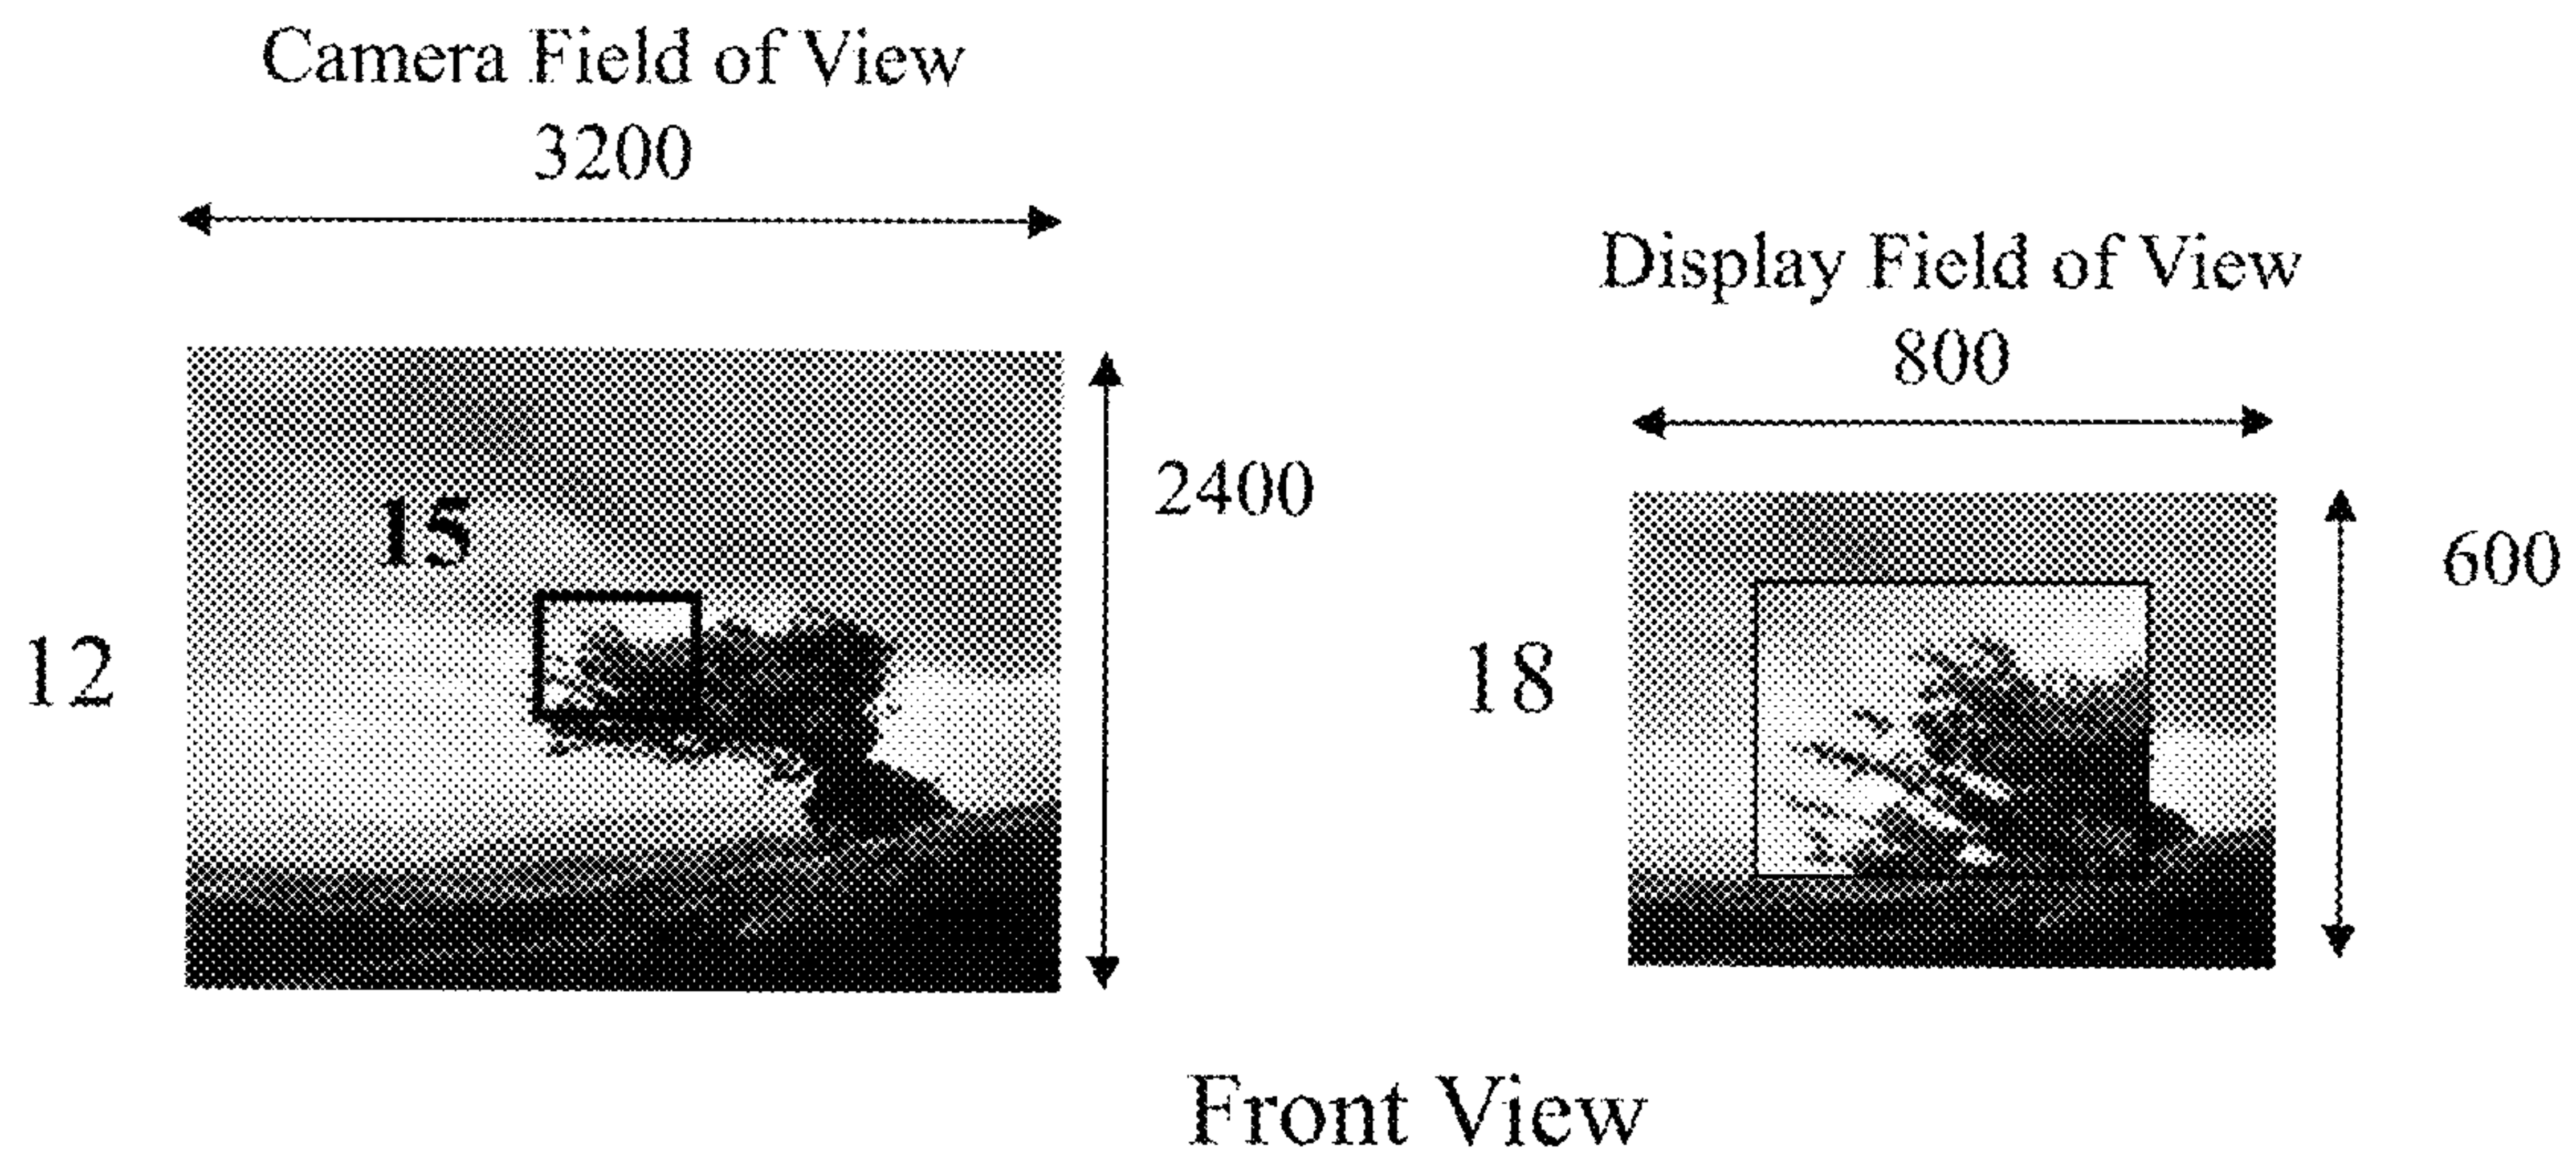 Camera Field of View
3200
2400
15
12
Display Field of View
800
600
18
Front View